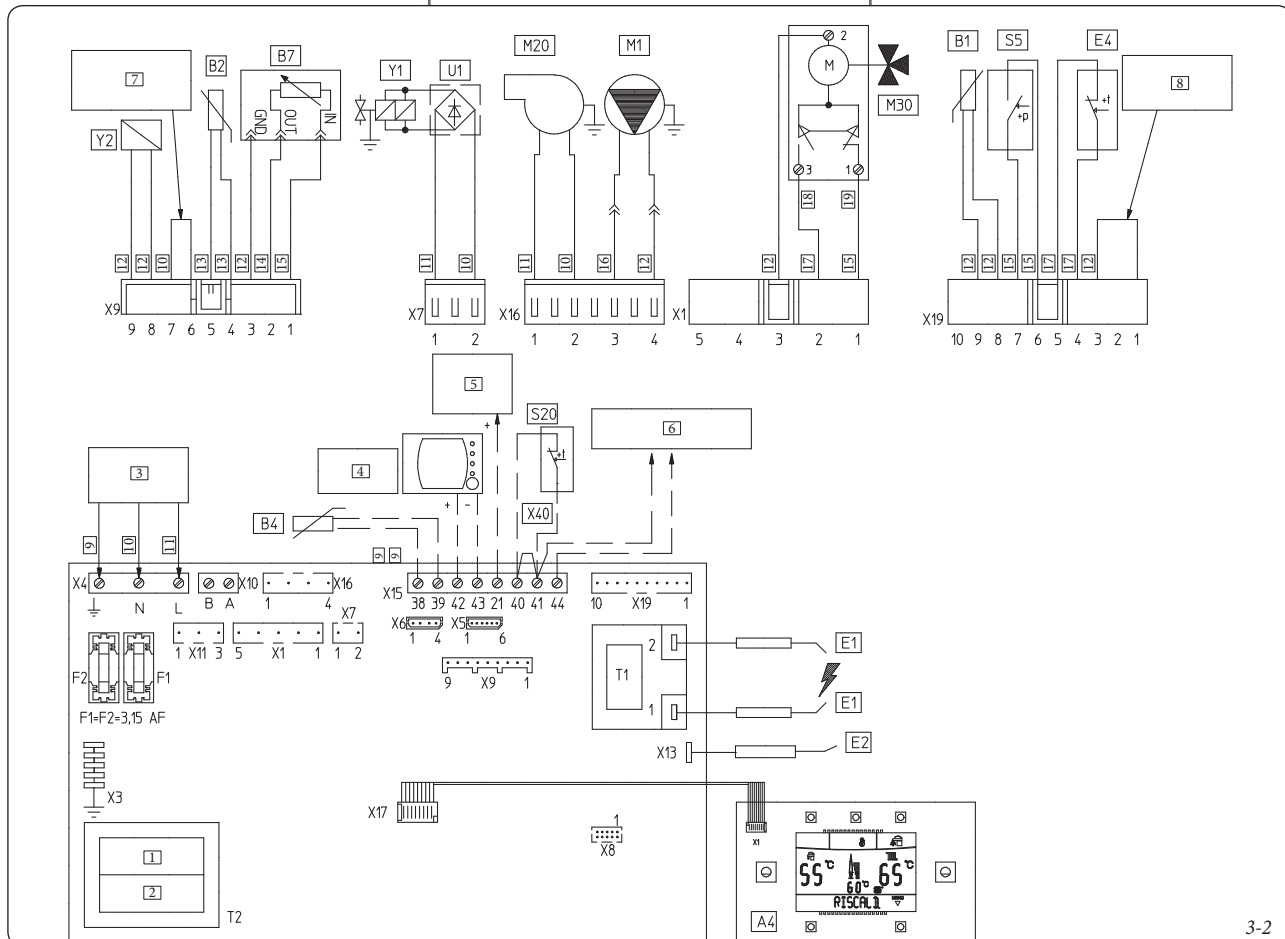 7
B2
B7
Y1
U1
M20
M1
2
M
M30
B1
S5
E4
8
Y2
GND
OUT
IN
+p
+t
3
1
18
19
12
12
10
13
13
12
14
15
11
10
11
10
16
12
12
17
15
12
12
15
15
17
17
12
X9
X7
X16
X1
X19
9 8 7 6 5 4 3 2 1
1 2
1 2 3 4
5 4 3 2 1
10 9 8 7 6 5 4 3 2 1
5
+
S20
+t
6
3
4
+ -
X40
B4
9
10
11
9 9
X4
N L
B A
X10
1 4
X16
X15
38 39 42 43 21 40 41 44
10 X19 1
1 X11 3
5 X1 1
X7
1 2
X6
1 4
X5
1 6
9 X9 1
F2
F1
F1=F2=3,15 AF
T1
2
1
E1
E1
X13
E2
X3
X17
1
X8
X1
1
2
T2
55 °C
60°C
65 °C
RISCALD
A4
3-2